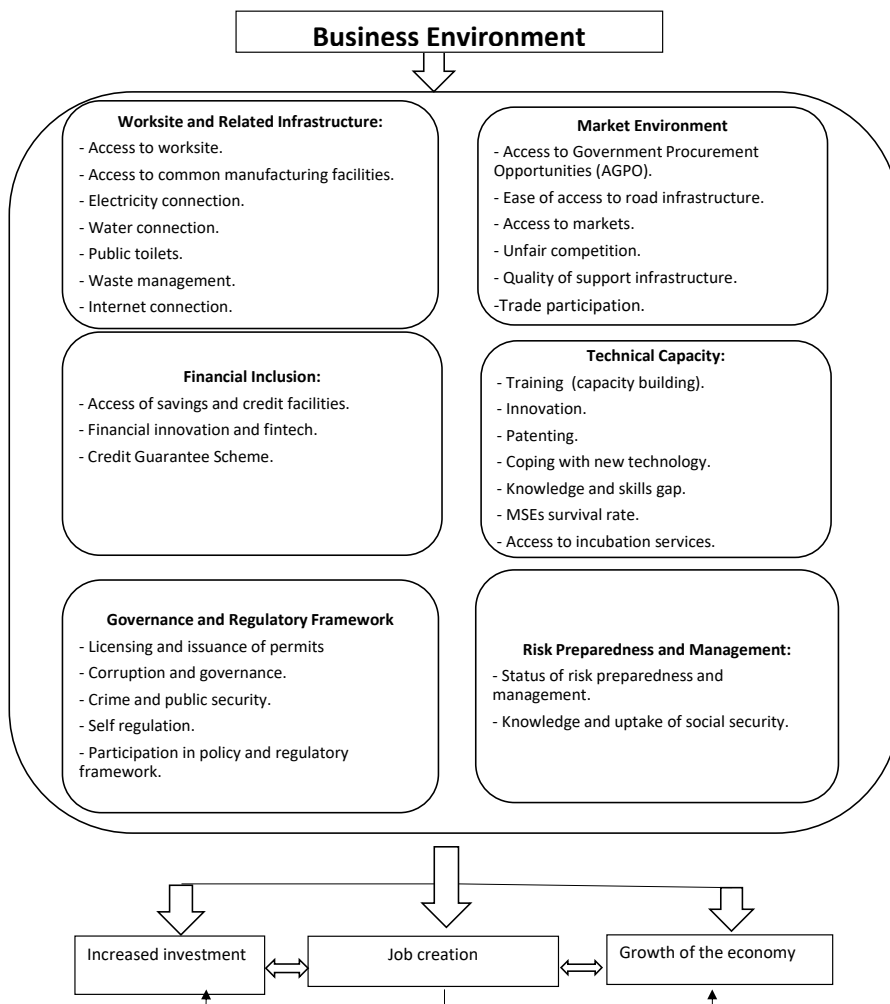 Business Environment
Worksite and Related Infrastructure:
- Access to worksite.
- Access to common manufacturing facilities.
- Electricity connection.
- Water connection.
- Public toilets.
- Waste management.
- Internet connection.
Market Environment
- Access to Government Procurement
Opportunities (AGPO).
- Ease of access to road infrastructure.
- Access to markets.
- Unfair competition.
- Quality of support infrastructure.
-Trade participation.
Financial Inclusion:
- Access of savings and credit facilities.
- Financial innovation and fintech.
- Credit Guarantee Scheme.
Technical Capacity:
- Training (capacity building).
- Innovation.
- Patenting.
- Coping with new technology.
- Knowledge and skills gap.
- MSEs survival rate.
- Access to incubation services.
Governance and Regulatory Framework
- Licensing and issuance of permits
- Corruption and governance.
- Crime and public security.
- Self regulation.
- Participation in policy and regulatory
framework.
Risk Preparedness and Management:
- Status of risk preparedness and
management.
- Knowledge and uptake of social security.
Increased investment
Job creation
Growth of the economy